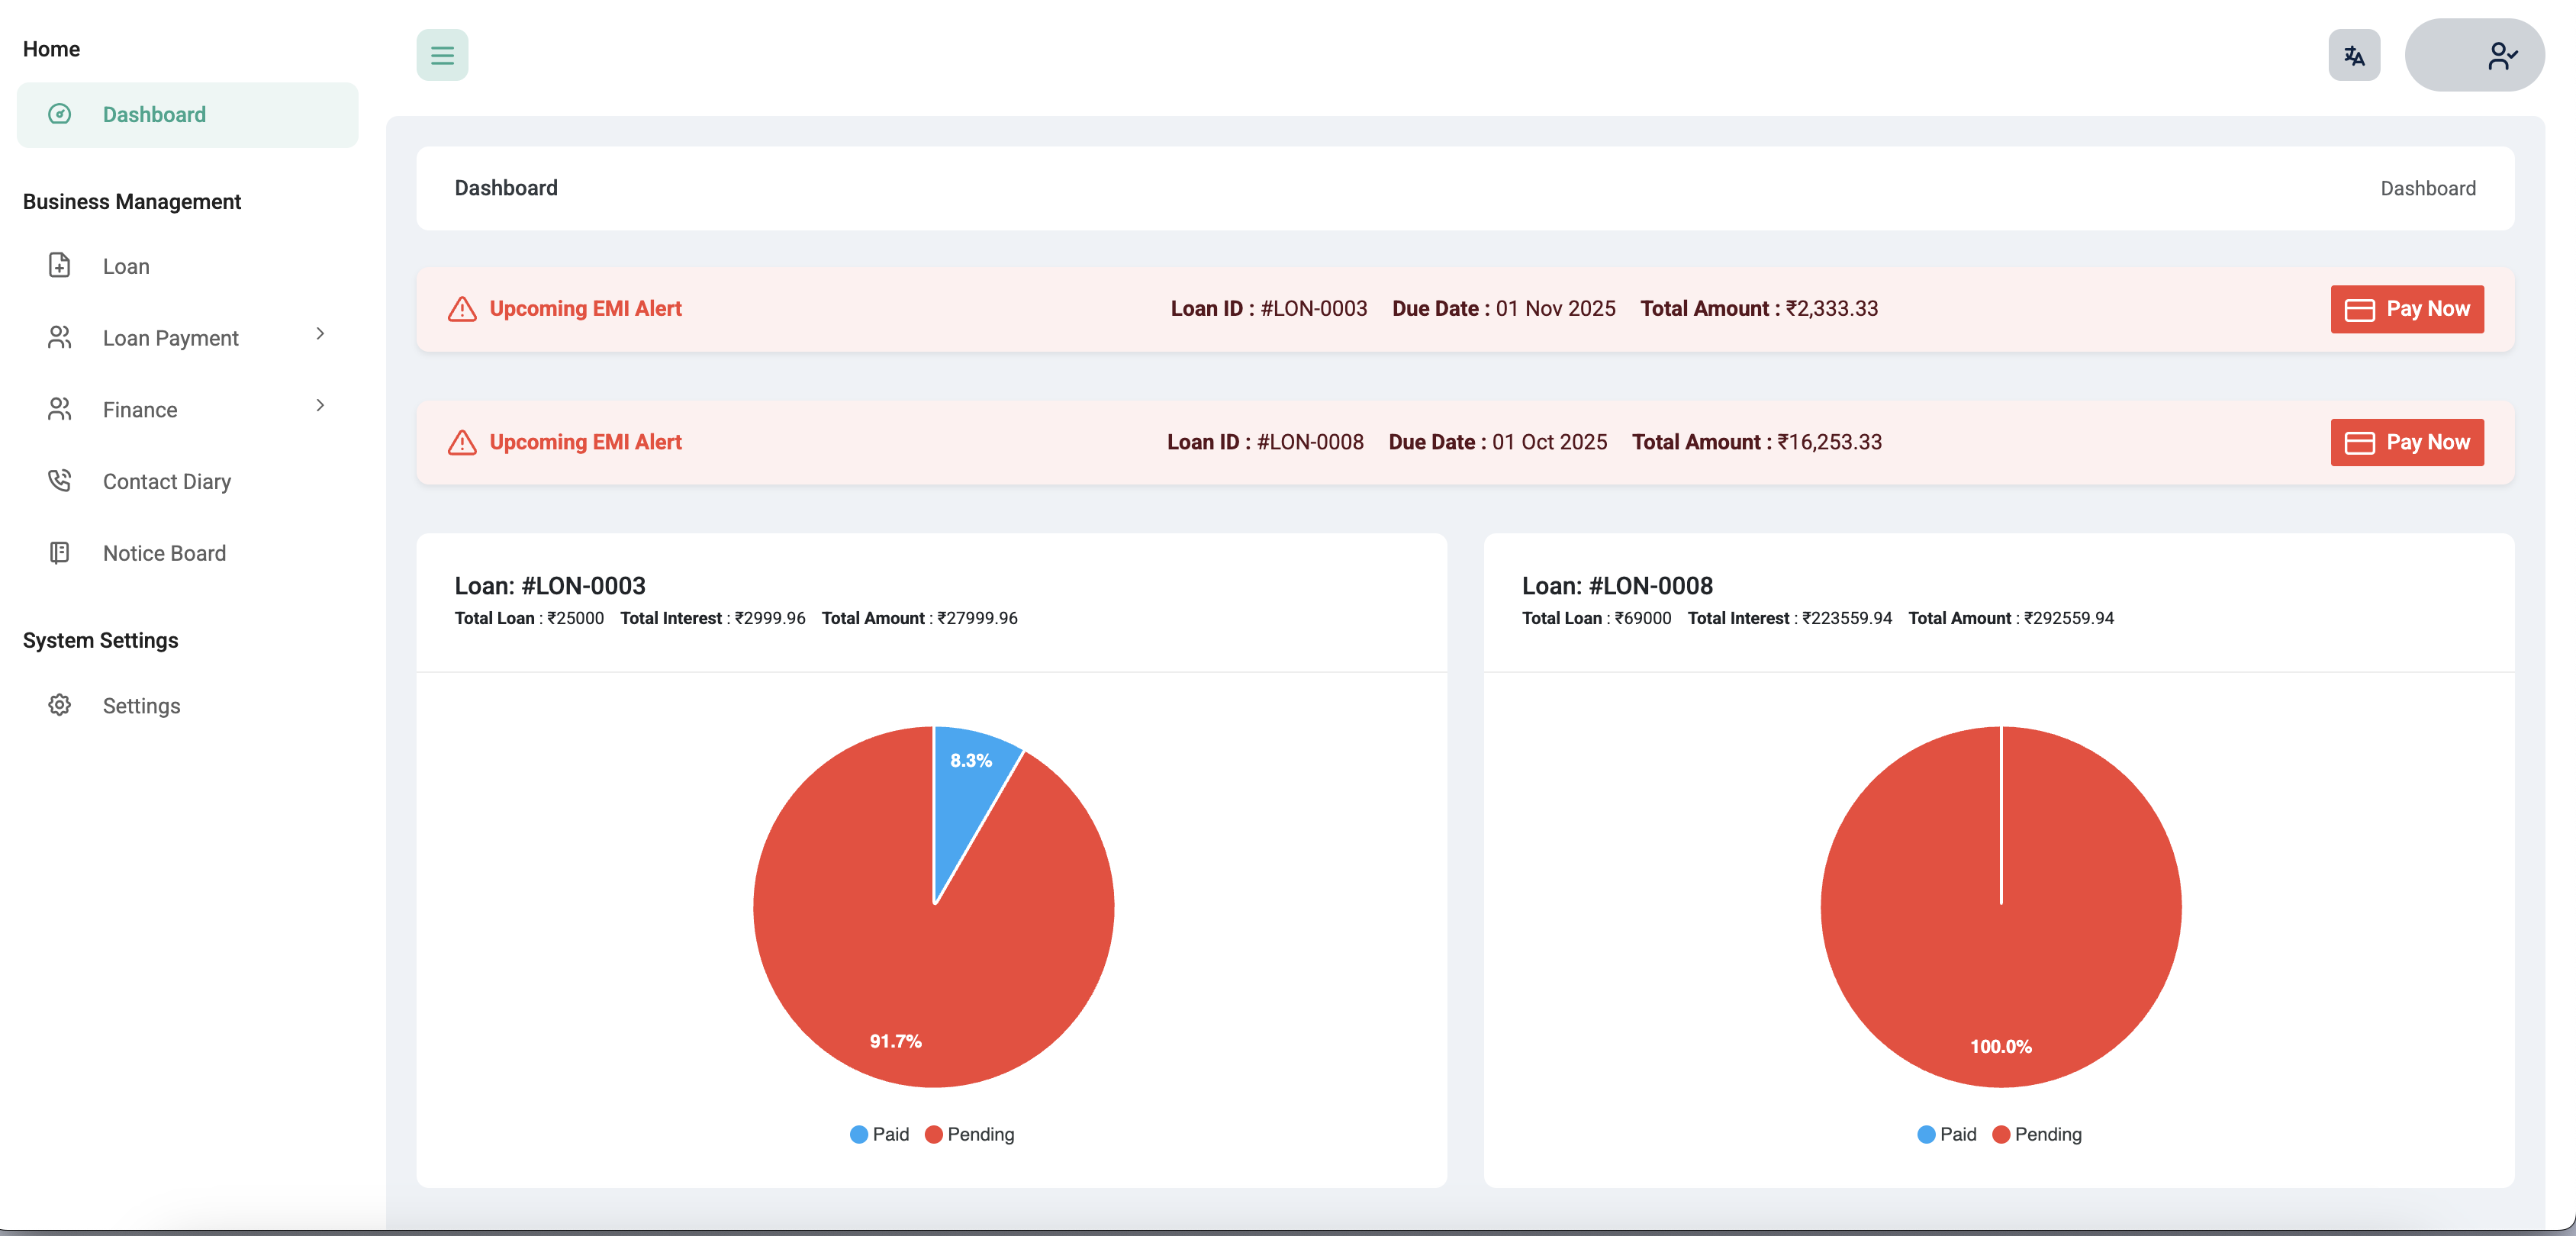 Home
Dashboard
Business Management
Loan
Loan Payment
Finance
Contact Diary
Notice Board
System Settings
Settings
Dashboard Dashboard
Upcoming EMI Alert Loan ID : #LON-0003 Due Date : 01 Nov 2025 Total Amount : ₹2,333.33 Pay Now
Upcoming EMI Alert Loan ID : #LON-0008 Due Date : 01 Oct 2025 Total Amount : ₹16,253.33 Pay Now
Loan: #LON-0003
Total Loan : ₹25000 Total Interest : ₹2999.96 Total Amount : ₹27999.96
8.3%
91.7%
Paid Pending
Loan: #LON-0008
Total Loan : ₹69000 Total Interest : ₹223559.94 Total Amount : ₹292559.94
100.0%
Paid Pending